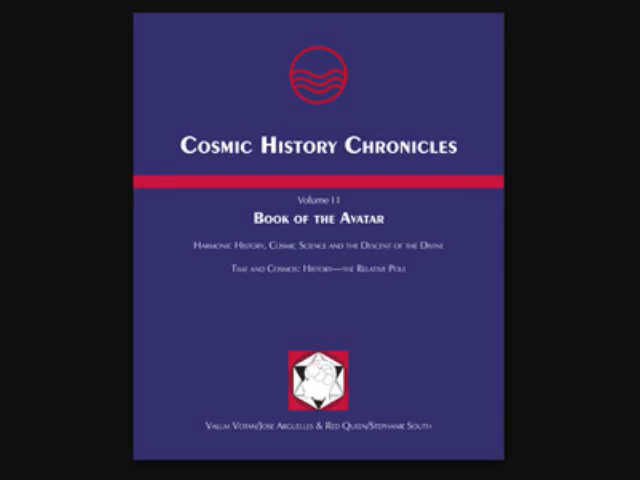 Cosmic History Chronicles
Volume II
Book of the Avatar
Harmonic History, Cosmic Science and the Descent of the Divine
Time and Cosmos: History—the Relative Pole
Valum Votan/Jose Arguelles & Red Queen/Stephanie South